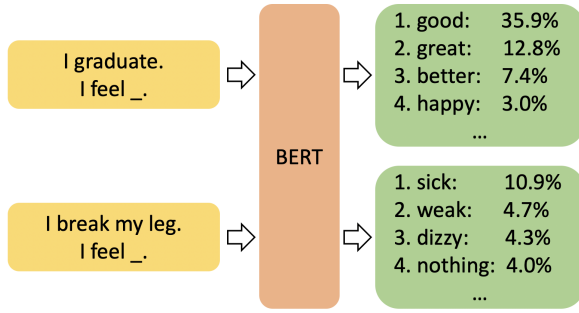 I graduate.
I feel _.
BERT
1. good: 35.9%
2. great: 12.8%
3. better: 7.4%
4. happy: 3.0%
...
I break my leg.
I feel _.
1. sick: 10.9%
2. weak: 4.7%
3. dizzy: 4.3%
4. nothing: 4.0%
...